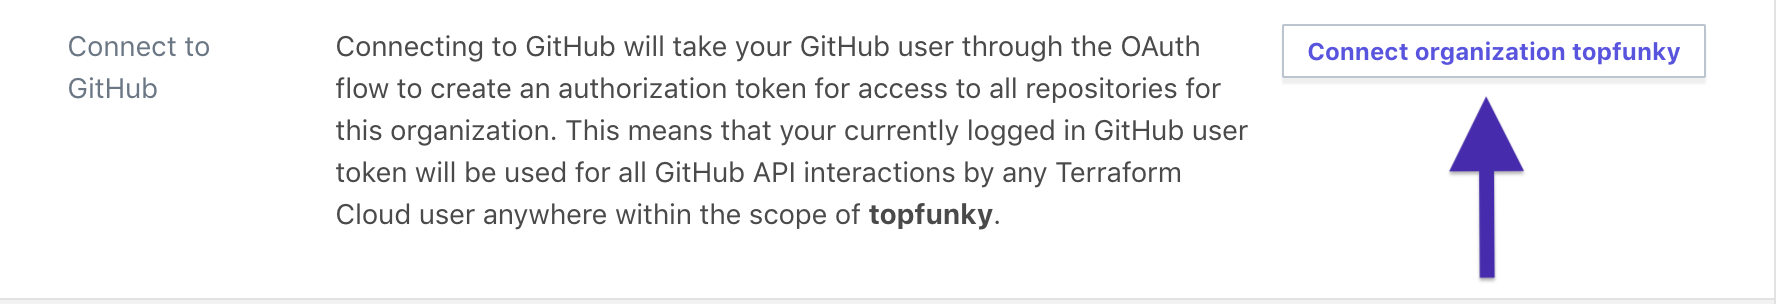 Connect to
GitHub
Connecting to GitHub will take your GitHub user through the OAuth
flow to create an authorization token for access to all repositories for
this organization. This means that your currently logged in GitHub user
token will be used for all GitHub API interactions by any Terraform
Cloud user anywhere within the scope of topfunky.
Connect organization topfunky